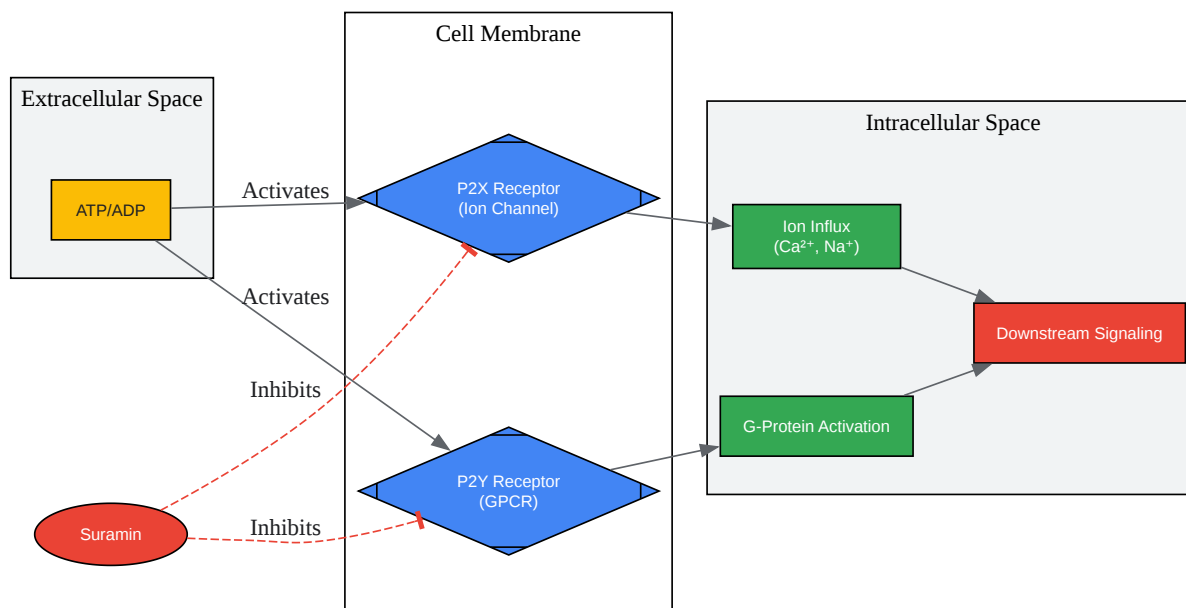 Cell Membrane
Extracellular Space
Intracellular Space
ATP/ADP
Activates
P2X Receptor
(Ion Channel)
Ion Influx
(Ca²⁺, Na⁺)
Activates
Downstream Signaling
Inhibits
G-Protein Activation
P2Y Receptor
(GPCR)
Suramin
Inhibits